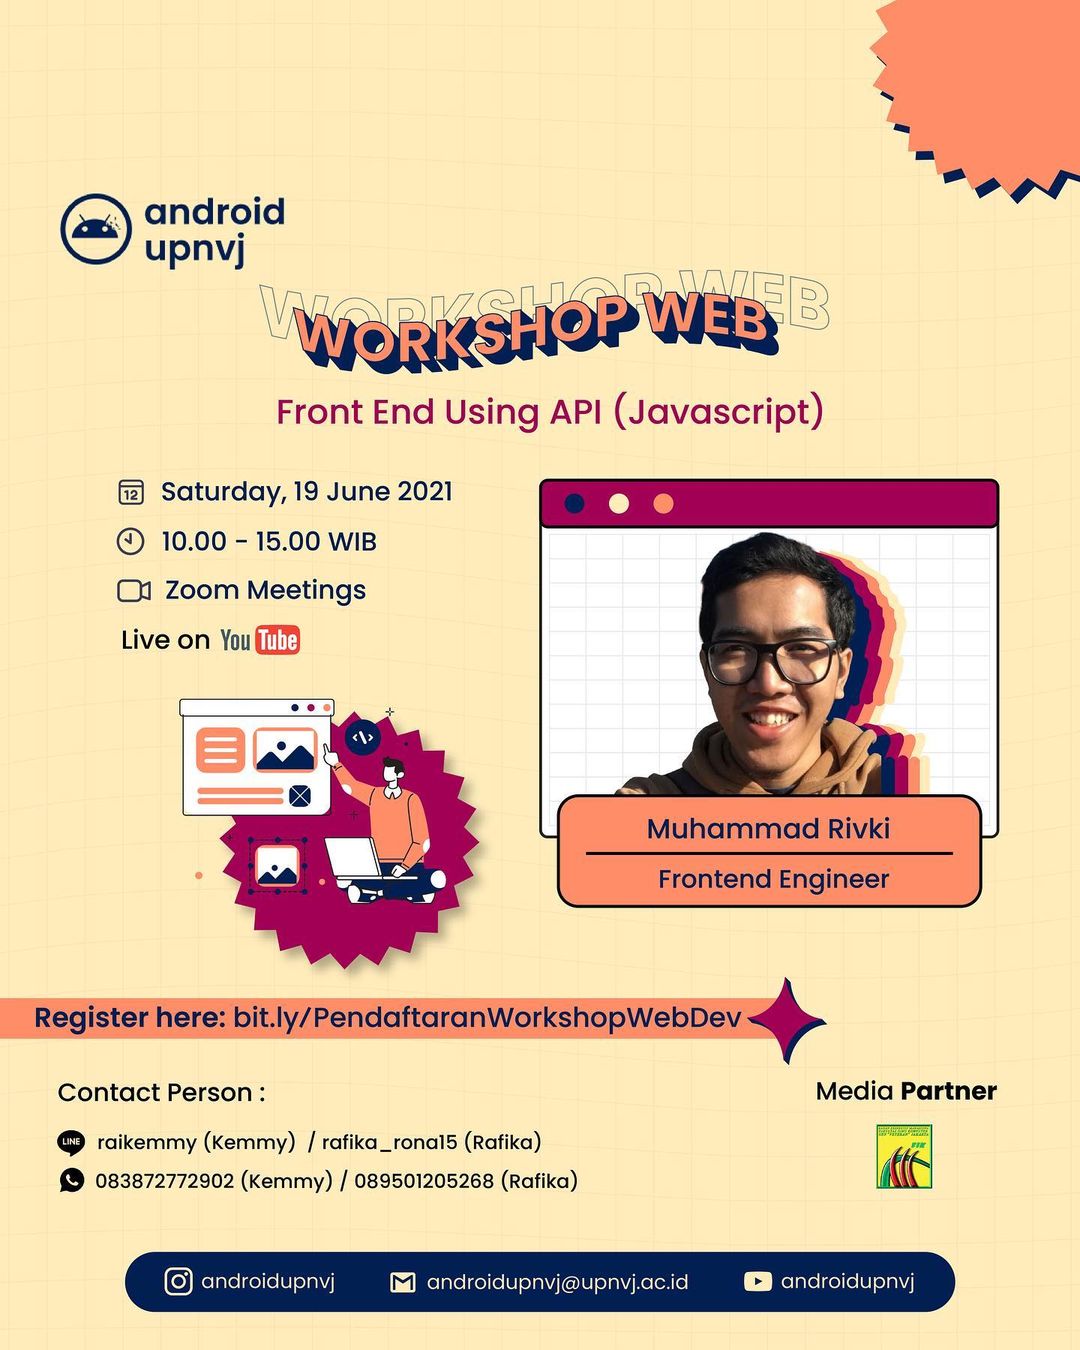 android
upnvj
WORKSHOP WEB
WORKSHOP WEB
Front End Using API (Javascript)
12
Saturday, 19 June 2021
10.00 - 15.00 WIB
Zoom Meetings
Live on YouTube
Muhammad Rivki
Frontend Engineer
Register here: bit.ly/PendaftaranWorkshopWebDev
Contact Person :
LINE raikemmy (Kemmy) / rafika_rona15 (Rafika)
083872772902 (Kemmy) / 089501205268 (Rafika)
Media Partner
androidupnvj
androidupnvj@upnvj.ac.id
androidupnvj